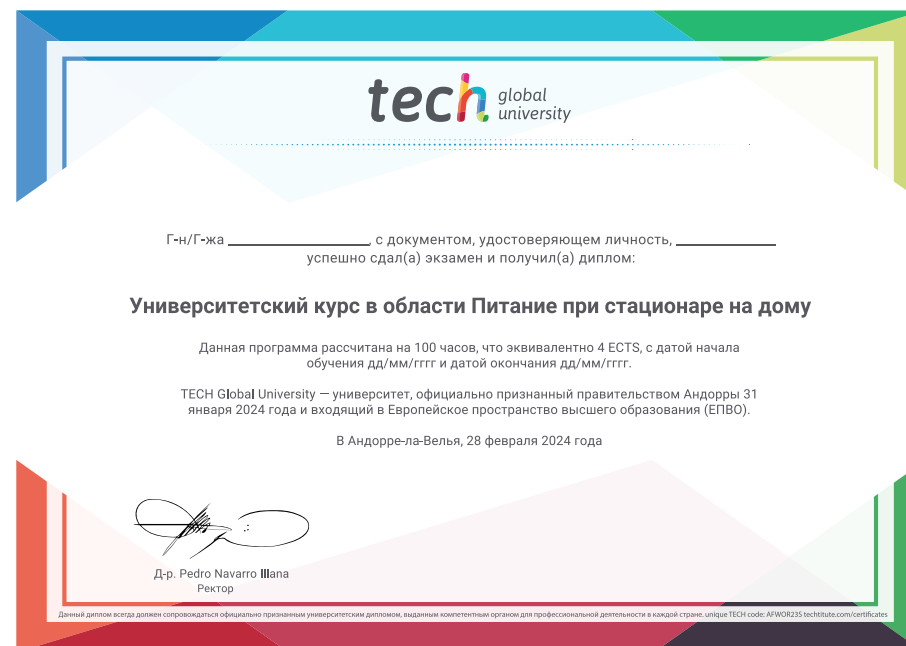 tech global
university
Г-н/Г-жа ____________________, с документом, удостоверяющем личность, ______________
успешно сдал(а) экзамен и получил(а) диплом:
Университетский курс в области Питание при стационаре на дому
Данная программа рассчитана на 100 часов, что эквивалентно 4 ECTS, с датой начала
обучения дд/мм/гггг и датой окончания дд/мм/гггг.
TECH Global University — университет, официально признанный правительством Андорры 31
января 2024 года и входящий в Европейское пространство высшего образования (ЕПВО).
В Андорре-ла-Велья, 28 февраля 2024 года
Д-р. Pedro Navarro Illana
Ректор
Данный диплом всегда должен сопровождаться официально признанным университетским дипломом, выданным компетентным органом для профессиональной деятельности в каждой стране. unique TECH code: AFWOR23S techtitute.com/certificates